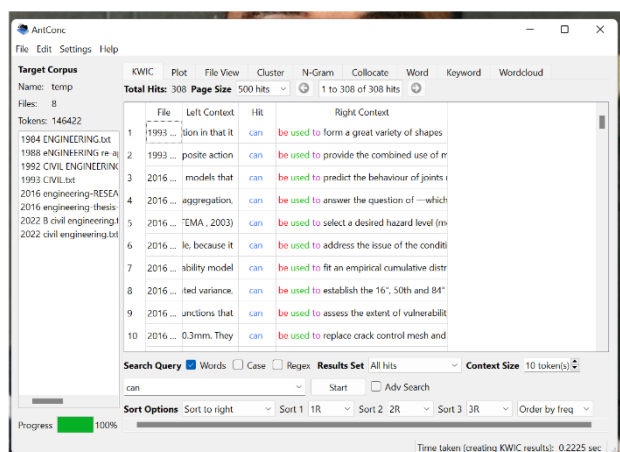 AntConc
File Edit Settings Help
Target Corpus
Name: temp
Files: 8
Tokens: 146422
1984 ENGINEERING.txt
1988 eNGINEERING re-a
1992 CIVIL ENGINEERING
1993 CIVIL.txt
2016 engineering-RESEA
2016 engineering-thesis-
2022 B civil engineering.t
2022 civil engineering.txt
Progress 100%
KWIC Plot File View Cluster N-Gram Collocate Word Keyword Wordcloud
Total Hits: 308 Page Size 500 hits 1 to 308 of 308 hits
File Left Context Hit Right Context
1 1993 ... tion in that it can be used to form a great variety of shapes
2 1993 ... posite action can be used to provide the combined use of m
3 2016 ... models that can be used to predict the behaviour of joints
4 2016 ... aggregation, can be used to answer the question of —which
5 2016 ... FEMA , 2003) can be used to select a desired hazard level (m
6 2016 ... le, because it can be used to address the issue of the conditi
7 2016 ... ability model can be used to fit an empirical cumulative distr
8 2016 ... ted variance, can be used to establish the 16", 50th and 84"
9 2016 ... unctions that can be used to assess the extent of vulnerabilit
10 2016 ... 0.3mm. They can be used to replace crack control mesh and
Search Query Words Case Regex Results Set All hits Context Size 10 token(s)
can Start Adv Search
Sort Options Sort to right Sort 1 1R Sort 2 2R Sort 3 3R Order by freq
Time taken (creating KWIC results): 0.2225 sec